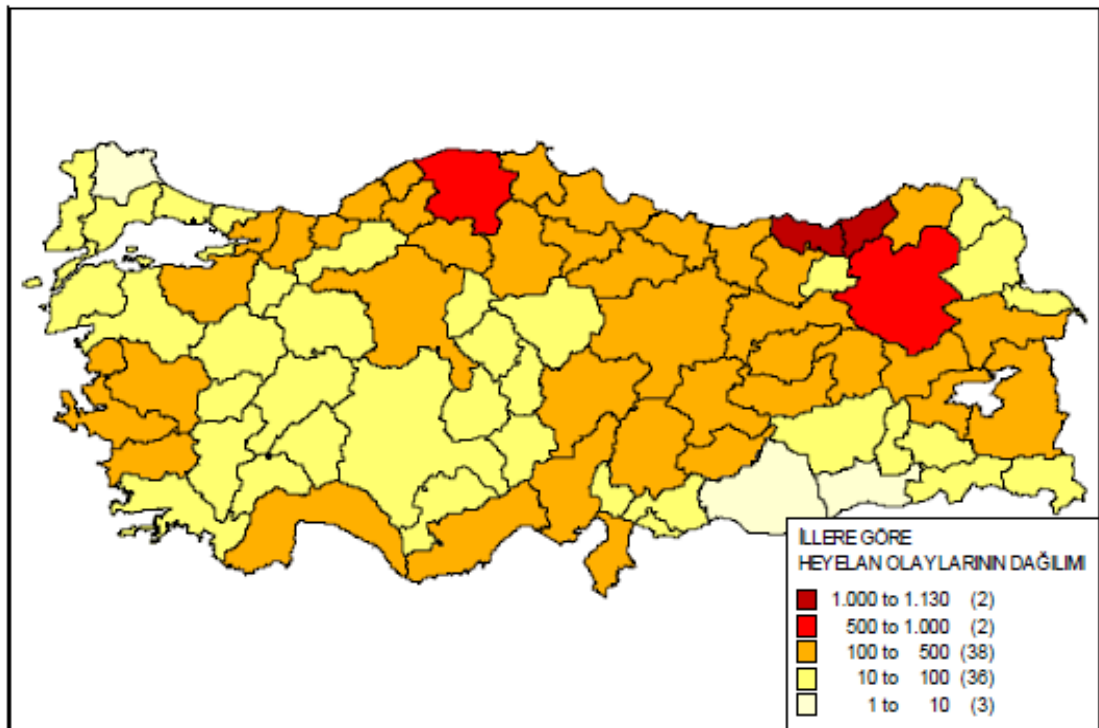 İLLERE GÖRE
HEYELAN OLAYLARININ DAĞILIMI
1.000 to 1.130 (2)
500 to 1.000 (2)
100 to 500 (38)
10 to 100 (36)
1 to 10 (3)